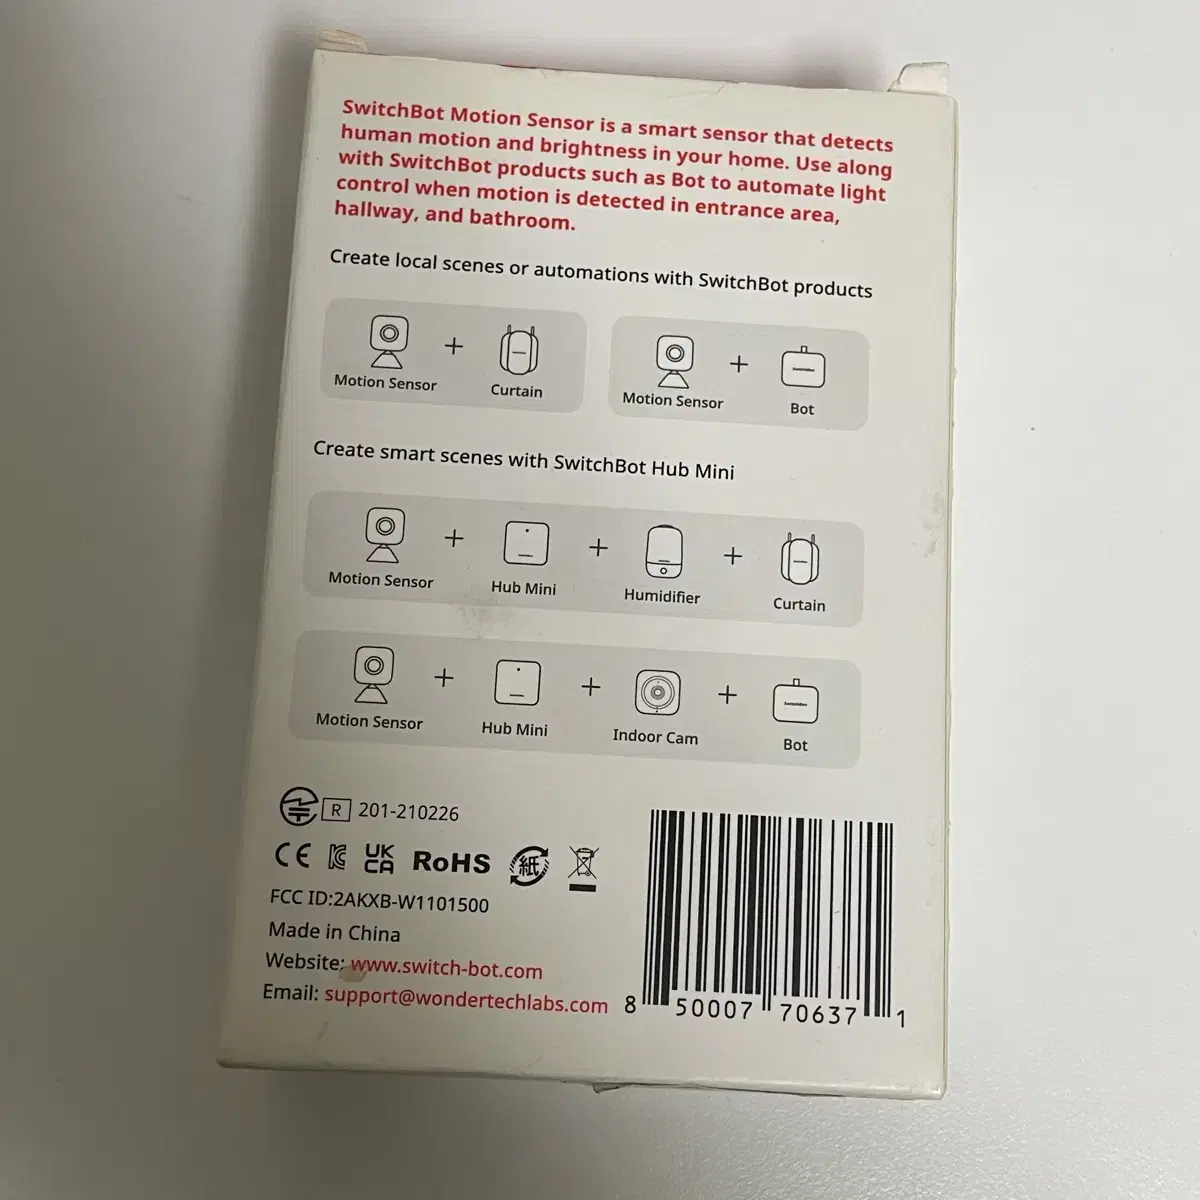 SwitchBot Motion Sensor is a smart sensor that detects
human motion and brightness in your home. Use along
with SwitchBot products such as Bot to automate light
control when motion is detected in entrance area,
hallway, and bathroom.
Create local scenes or automations with SwitchBot products
Motion Sensor + Curtain
Motion Sensor + SwitchBot Bot
Create smart scenes with SwitchBot Hub Mini
Motion Sensor + Hub Mini + Humidifier + Curtain
Motion Sensor + Hub Mini + Indoor Cam + SwitchBot Bot
R 201-210226
CE UK CA RoHS 紙
FCC ID:2AKXB-W1101500
Made in China
Website: www.switch-bot.com
Email: support@wondertechlabs.com
8 50007 70637 1